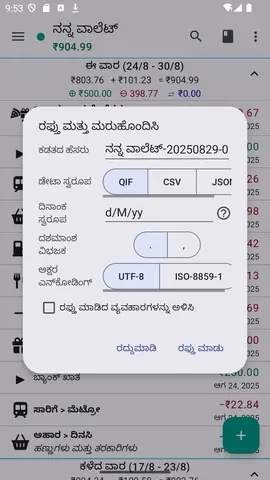 9:53
ನನ್ನ ವಾಲೆಟ್
₹904.99
ಈ ವಾರ (24/8 - 30/8)
₹803.76 + ₹101.23 = ₹904.99
₹500.00 ₹398.77 ₹0.00
ರಫ್ತು ಮತ್ತು ಮರುಹೊಂದಿಸಿ
ಕಡತದ ಹೆಸರು ನನ್ನ ವಾಲೆಟ್-20250829-0
ಡೇಟಾ ಸ್ವರೂಪ QIF CSV JSON
ದಿನಾಂಕ ಸ್ವರೂಪ d/M/yy
ದಶಮಾಂಶ ವಿಭಜಕ . ,
ಅಕ್ಷರ ಎನ್‌ಕೋಡಿಂಗ್ UTF-8 ISO-8859-1
ರಫ್ತು ಮಾಡಿದ ವ್ಯವಹಾರಗಳನ್ನು ಅಳಿಸಿ
ರದ್ದುಮಾಡಿ ರಫ್ತು ಮಾಡು
ಬ್ಯಾಂಕ್ ಖಾತೆ ಆಗ 24, 2025
ಸಾರಿಗೆ > ಮೆಟ್ರೋ −₹22.84
ಆಗ 24, 2025
ಆಹಾರ > ದಿನಸಿ
ಹಣ್ಣುಗಳು ಮತ್ತು ತರಕಾರಿಗಳು
ಕಳೆದ ವಾರ (17/8 - 23/8)